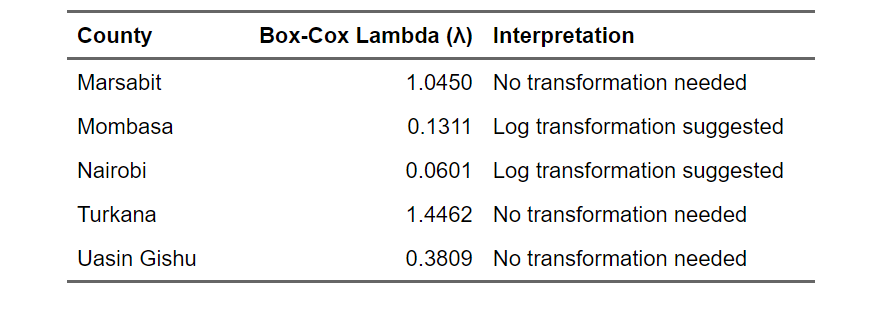 County Box-Cox Lambda (λ) Interpretation
Marsabit 1.0450 No transformation needed
Mombasa 0.1311 Log transformation suggested
Nairobi 0.0601 Log transformation suggested
Turkana 1.4462 No transformation needed
Uasin Gishu 0.3809 No transformation needed